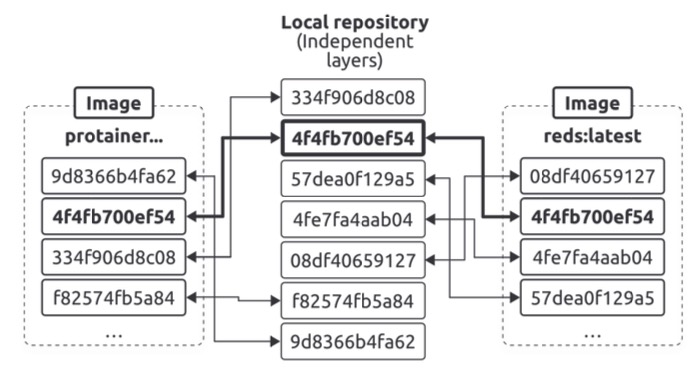 Local repository
(Independent
layers)
Image
protainer...
9d8366b4fa62
4f4fb700ef54
334f906d8c08
f82574fb5a84
...
334f906d8c08
4f4fb700ef54
57dea0f129a5
4fe7fa4aab04
08df40659127
f82574fb5a84
9d8366b4fa62
Image
reds:latest
08df40659127
4f4fb700ef54
4fe7fa4aab04
57dea0f129a5
...